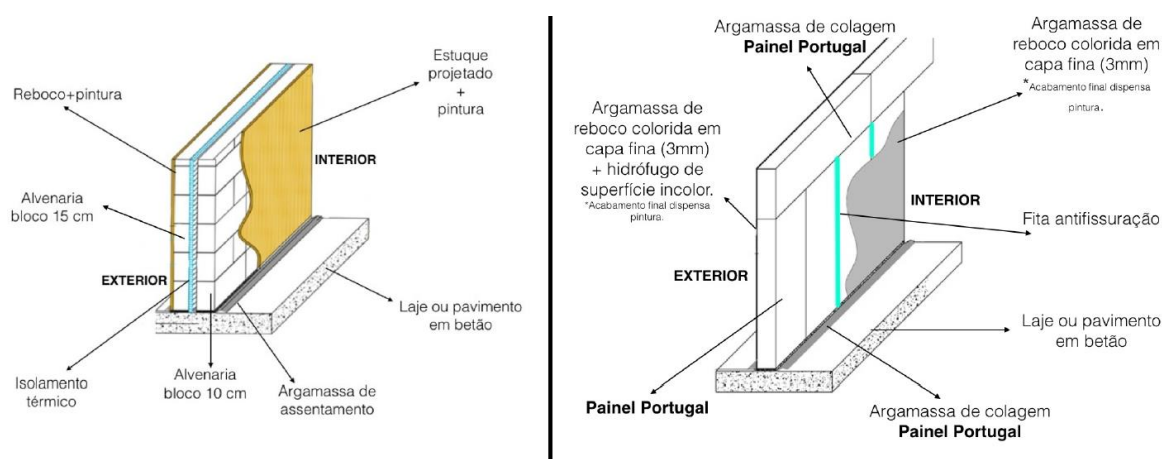 Estuque
projetado
+
pintura
Reboco+pintura
INTERIOR
Alvenaria
bloco 15 cm
EXTERIOR
Laje ou pavimento
em betão
Isolamento
térmico
Alvenaria
bloco 10 cm
Argamassa de
assentamento
Argamassa de colagem
Painel Portugal
Argamassa de
reboco colorida em
capa fina (3mm)
*Acabamento final dispensa
pintura.
Argamassa de
reboco colorida em
capa fina (3mm)
+ hidrófugo de
superfície incolor.
*Acabamento final dispensa
pintura.
INTERIOR
Fita antifissuração
EXTERIOR
Laje ou pavimento
em betão
Painel Portugal
Argamassa de colagem
Painel Portugal